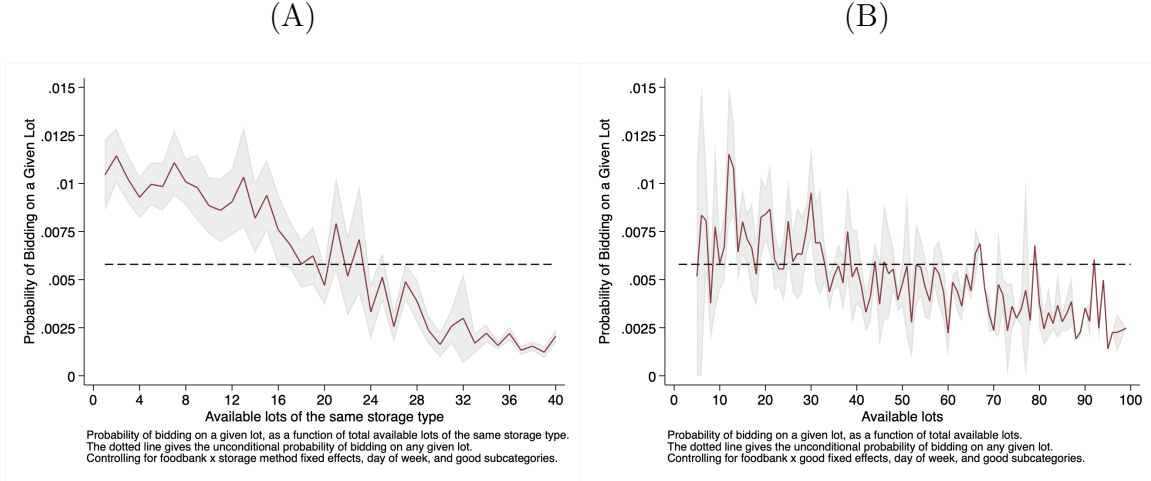 (A)
Probability of Bidding on a Given Lot
.015
.0125
.01
.0075
.005
.0025
0
0 4 8 12 16 20 24 28 32 36 40
Available lots of the same storage type
Probability of bidding on a given lot, as a function of total available lots of the same storage type.
The dotted line gives the unconditional probability of bidding on any given lot.
Controlling for foodbank x storage method fixed effects, day of week, and good subcategories.
(B)
Probability of Bidding on a Given Lot
.015
.0125
.01
.0075
.005
.0025
0
0 10 20 30 40 50 60 70 80 90 100
Available lots
Probability of bidding on a given lot, as a function of total available lots.
The dotted line gives the unconditional probability of bidding on any given lot.
Controlling for foodbank x good fixed effects, day of week, and good subcategories.